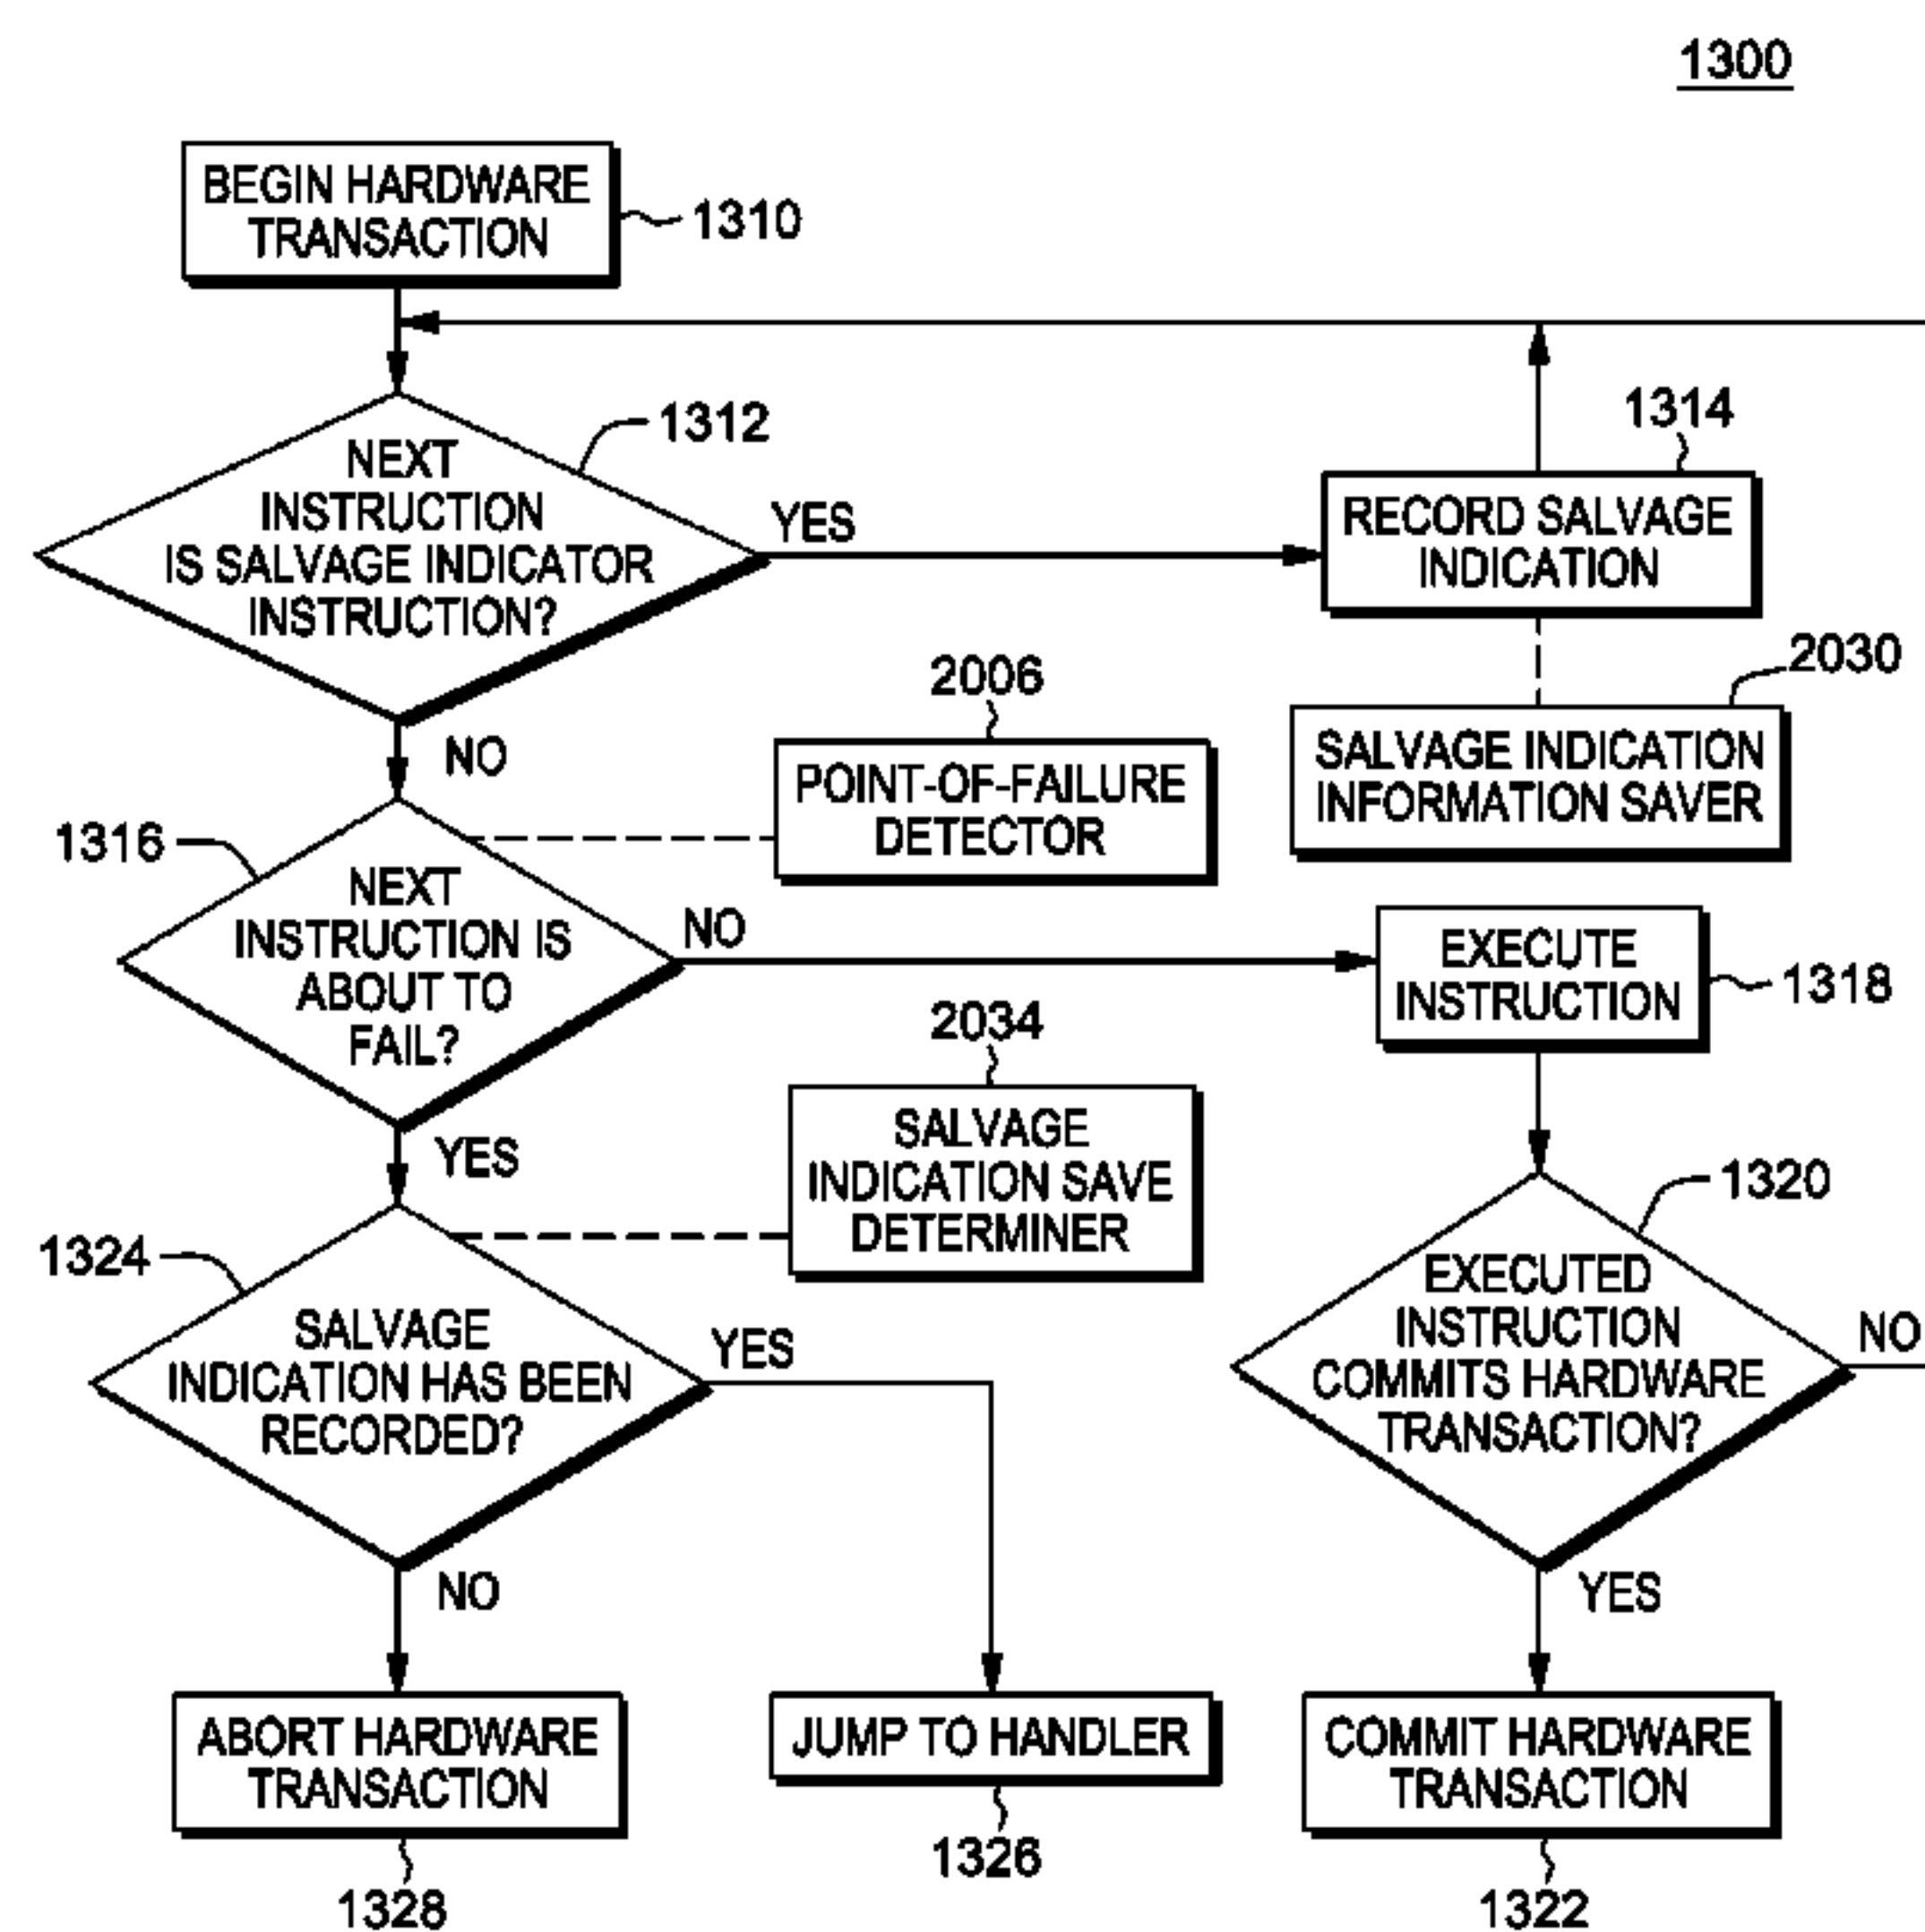 1300
BEGIN HARDWARE
TRANSACTION
1310
1312
NEXT
INSTRUCTION
IS SALVAGE INDICATOR
INSTRUCTION?
YES
1314
RECORD SALVAGE
INDICATION
2030
SALVAGE INDICATION
INFORMATION SAVER
NO
2006
POINT-OF-FAILURE
DETECTOR
1316
NEXT
INSTRUCTION IS
ABOUT TO
FAIL?
NO
EXECUTE
INSTRUCTION
1318
YES
2034
SALVAGE
INDICATION SAVE
DETERMINER
1320
EXECUTED
INSTRUCTION
COMMITS HARDWARE
TRANSACTION?
NO
1324
SALVAGE
INDICATION HAS BEEN
RECORDED?
YES
NO
YES
ABORT HARDWARE
TRANSACTION
1328
JUMP TO HANDLER
1326
COMMIT HARDWARE
TRANSACTION
1322